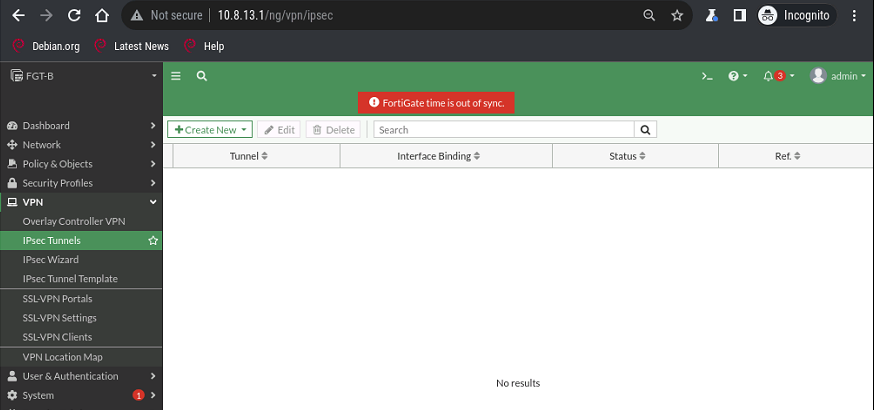 Not secure 10.8.13.1/ng/vpn/ipsec Incognito
Debian.org Latest News Help
FGT-B admin
3
FortiGate time is out of sync.
Create New Edit Delete Search
Tunnel Interface Binding Status Ref.
Dashboard
Network
Policy & Objects
Security Profiles
VPN
Overlay Controller VPN
IPsec Tunnels
IPsec Wizard
IPsec Tunnel Template
SSL-VPN Portals
SSL-VPN Settings
SSL-VPN Clients
VPN Location Map
No results
User & Authentication
System 1